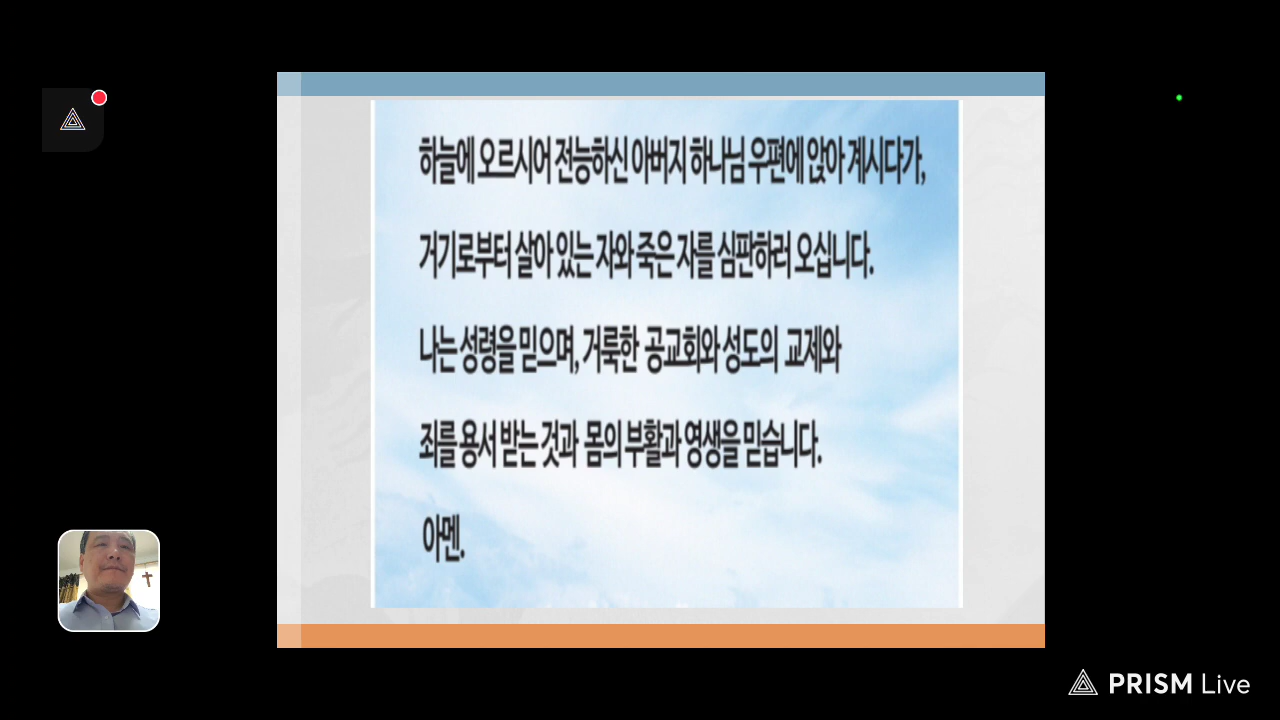 하늘에 오르시어 전능하신 아버지 하나님 우편에 앉아 계시다가,
거기로부터 살아 있는 자와 죽은 자를 심판하러 오십니다.
나는 성령을 믿으며, 거룩한 공교회와 성도의 교제와
죄를 용서 받는 것과 몸의 부활과 영생을 믿습니다.
아멘.
PRISM Live